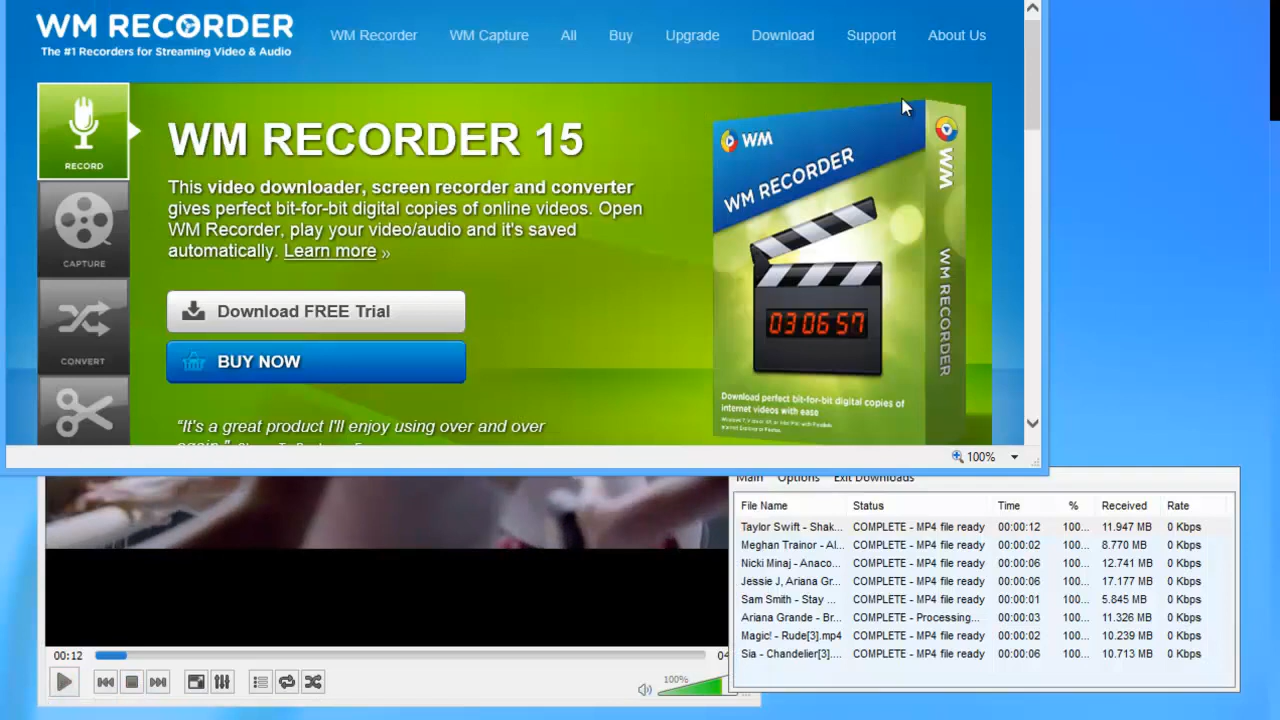 WM RECORDER
The #1 Recorders for Streaming Video & Audio
WM Recorder WM Capture All Buy Upgrade Download Support About Us
RECORD
CAPTURE
CONVERT
WM RECORDER 15
This video downloader, screen recorder and converter
gives perfect bit-for-bit digital copies of online videos. Open
WM Recorder, play your video/audio and it's saved
automatically. Learn more »
Download FREE Trial
BUY NOW
“It's a great product I'll enjoy using over and over
WM
WM RECORDER
03:06:57
Download perfect bit-for-bit digital copies of
internet videos with ease
WM
WM RECORDER
100%
Main Options Exit Downloads
File Name Status Time % Received Rate
Taylor Swift - Shak... COMPLETE - MP4 file ready 00:00:12 100... 11.947 MB 0 Kbps
Meghan Trainor - Al... COMPLETE - MP4 file ready 00:00:02 100... 8.770 MB 0 Kbps
Nicki Minaj - Anaco... COMPLETE - MP4 file ready 00:00:06 100... 12.741 MB 0 Kbps
Jessie J, Ariana Gr... COMPLETE - MP4 file ready 00:00:06 100... 17.177 MB 0 Kbps
Sam Smith - Stay ... COMPLETE - MP4 file ready 00:00:01 100... 5.845 MB 0 Kbps
Ariana Grande - Br... COMPLETE - Processing... 00:00:03 100... 11.326 MB 0 Kbps
Magic! - Rude[3].mp4 COMPLETE - MP4 file ready 00:00:02 100... 10.239 MB 0 Kbps
Sia - Chandelier[3].... COMPLETE - MP4 file ready 00:00:06 100... 10.713 MB 0 Kbps
00:12 04
100%